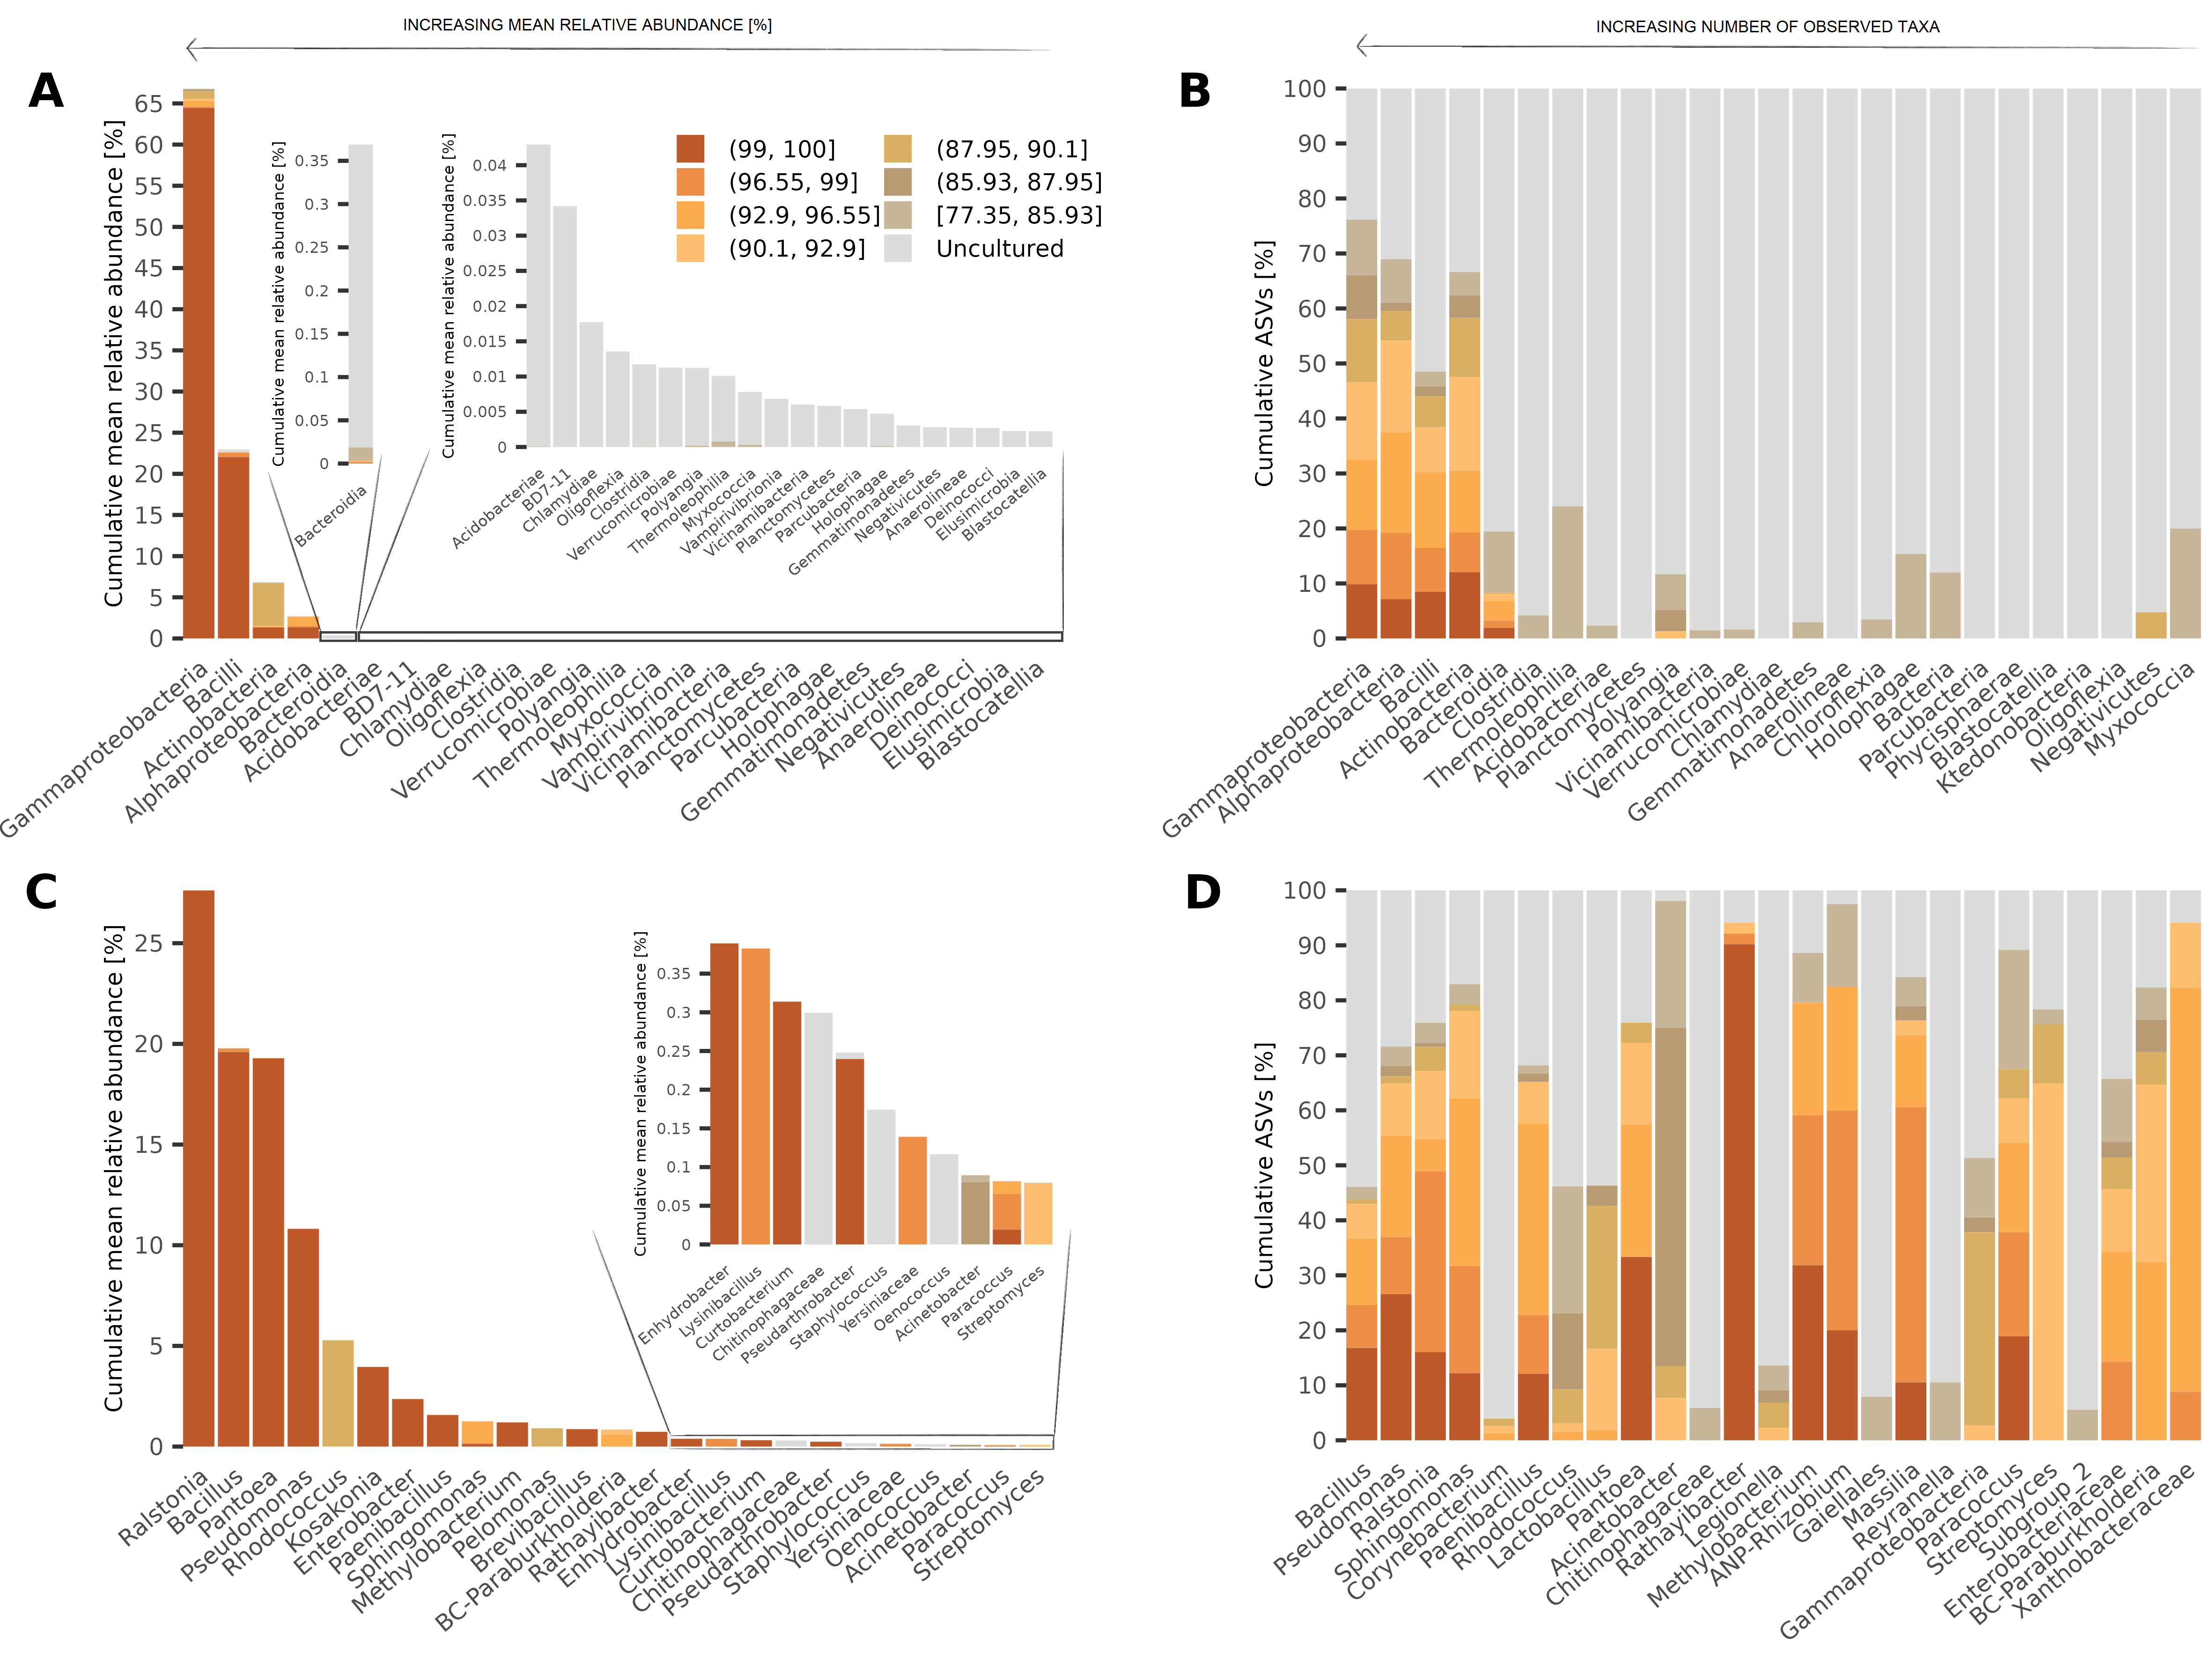 INCREASING MEAN RELATIVE ABUNDANCE [%]
INCREASING NUMBER OF OBSERVED TAXA
A
Cumulative mean relative abundance [%]
65
60
55
50
45
40
35
30
25
20
15
10
5
0
Cumulative mean relative abundance [%]
0.35
0.3
0.25
0.2
0.15
0.1
0.05
0
Bacteroidia
Cumulative mean relative abundance [%]
0.04
0.035
0.03
0.025
0.02
0.015
0.01
0.005
0
Acidobacteriae
BD7-11
Chlamydiae
Oligoflexia
Clostridia
Verrucomicrobiae
Polyangia
Thermoleophilia
Myxococcia
Vampirivibrionia
Vicinamibacteria
Planctomycetes
Parcubacteria
Holophagae
Gemmatimonadetes
Negativicutes
Anaerolineae
Deinococci
Elusimicrobia
Blastocatellia
(99, 100]
(96.55, 99]
(92.9, 96.55]
(90.1, 92.9]
(87.95, 90.1]
(85.93, 87.95]
[77.35, 85.93]
Uncultured
Gammaproteobacteria
Bacilli
Actinobacteria
Alphaproteobacteria
Bacteroidia
Acidobacteriae
BD7-11
Chlamydiae
Oligoflexia
Clostridia
Verrucomicrobiae
Polyangia
Thermoleophilia
Myxococcia
Vampirivibrionia
Vicinamibacteria
Planctomycetes
Parcubacteria
Holophagae
Gemmatimonadetes
Negativicutes
Anaerolineae
Deinococci
Elusimicrobia
Blastocatellia
B
Cumulative ASVs [%]
100
90
80
70
60
50
40
30
20
10
0
Gammaproteobacteria
Alphaproteobacteria
Bacilli
Actinobacteria
Bacteroidia
Clostridia
Thermoleophilia
Acidobacteriae
Planctomycetes
Polyangia
Vicinamibacteria
Verrucomicrobiae
Chlamydiae
Gemmatimonadetes
Anaerolineae
Chloroflexia
Holophagae
Bacteria
Parcubacteria
Phycisphaerae
Blastocatellia
Ktedonobacteria
Oligoflexia
Negativicutes
Myxococcia
C
Cumulative mean relative abundance [%]
25
20
15
10
5
0
Cumulative mean relative abundance [%]
0.35
0.3
0.25
0.2
0.15
0.1
0.05
0
Enhydrobacter
Lysinibacillus
Curtobacterium
Chitinophagaceae
Pseudarthrobacter
Staphylococcus
Yersiniaceae
Oenococcus
Acinetobacter
Paracoccus
Streptomyces
Ralstonia
Bacillus
Pantoea
Pseudomonas
Rhodococcus
Kosakonia
Enterobacter
Paenibacillus
Sphingomonas
Methylobacterium
Pelomonas
Brevibacillus
BC-Paraburkholderia
Rathayibacter
Enhydrobacter
Lysinibacillus
Curtobacterium
Chitinophagaceae
Pseudarthrobacter
Staphylococcus
Yersiniaceae
Oenococcus
Acinetobacter
Paracoccus
Streptomyces
D
Cumulative ASVs [%]
100
90
80
70
60
50
40
30
20
10
0
Bacillus
Pseudomonas
Ralstonia
Sphingomonas
Corynebacterium
Paenibacillus
Rhodococcus
Lactobacillus
Pantoea
Acinetobacter
Chitinophagaceae
Rathayibacter
Legionella
Methylobacterium
ANP-Rhizobium
Gaiellales
Massilia
Reyranella
Gammaproteobacteria
Paracoccus
Streptomyces
Subgroup_2
Enterobacteriaceae
BC-Paraburkholderia
Xanthobacteraceae